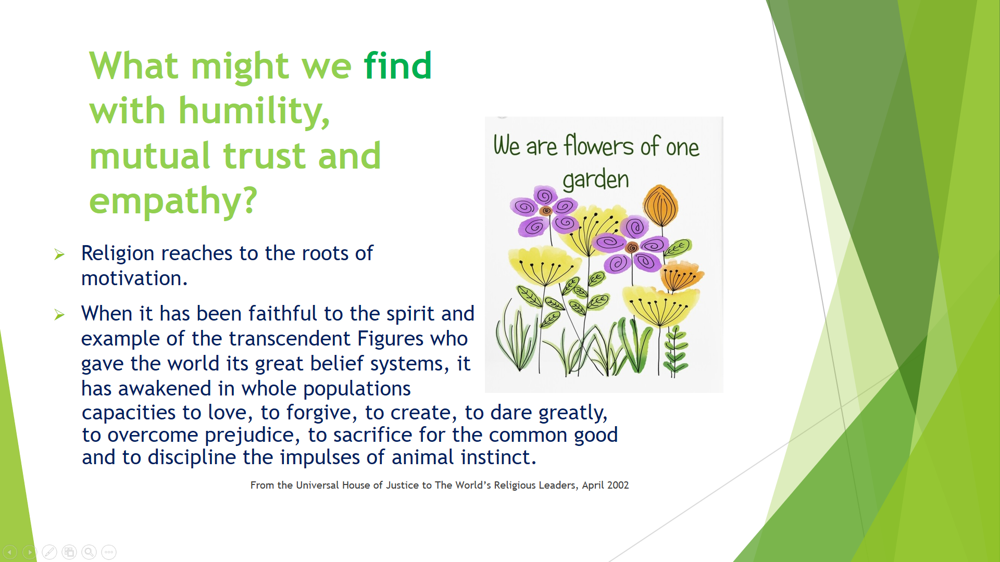 What might we find
with humility,
mutual trust and
empathy?
We are flowers of one
garden
Religion reaches to the roots of
motivation.
When it has been faithful to the spirit and
example of the transcendent Figures who
gave the world its great belief systems, it
has awakened in whole populations
capacities to love, to forgive, to create, to dare greatly,
to overcome prejudice, to sacrifice for the common good
and to discipline the impulses of animal instinct.
From the Universal House of Justice to The World’s Religious Leaders, April 2002